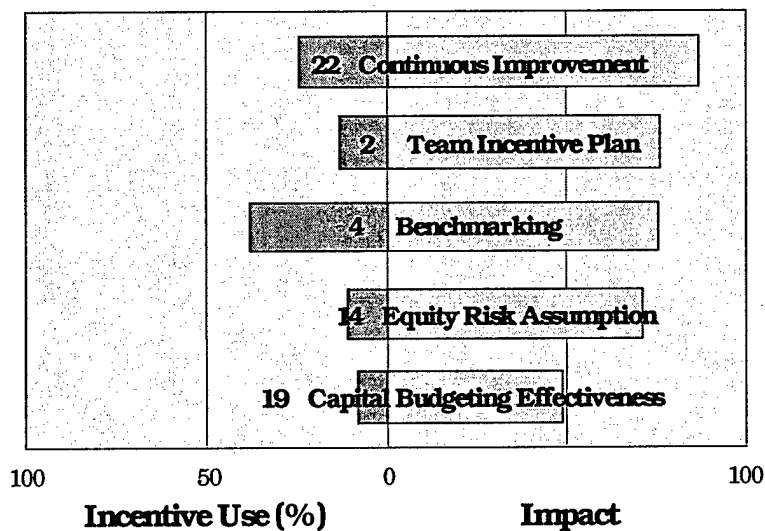 22 Continuous Improvement
2 Team Incentive Plan
4 Benchmarking
14 Equity Risk Assumption
19 Capital Budgeting Effectiveness
100 50 0 100
Incentive Use (%) Impact